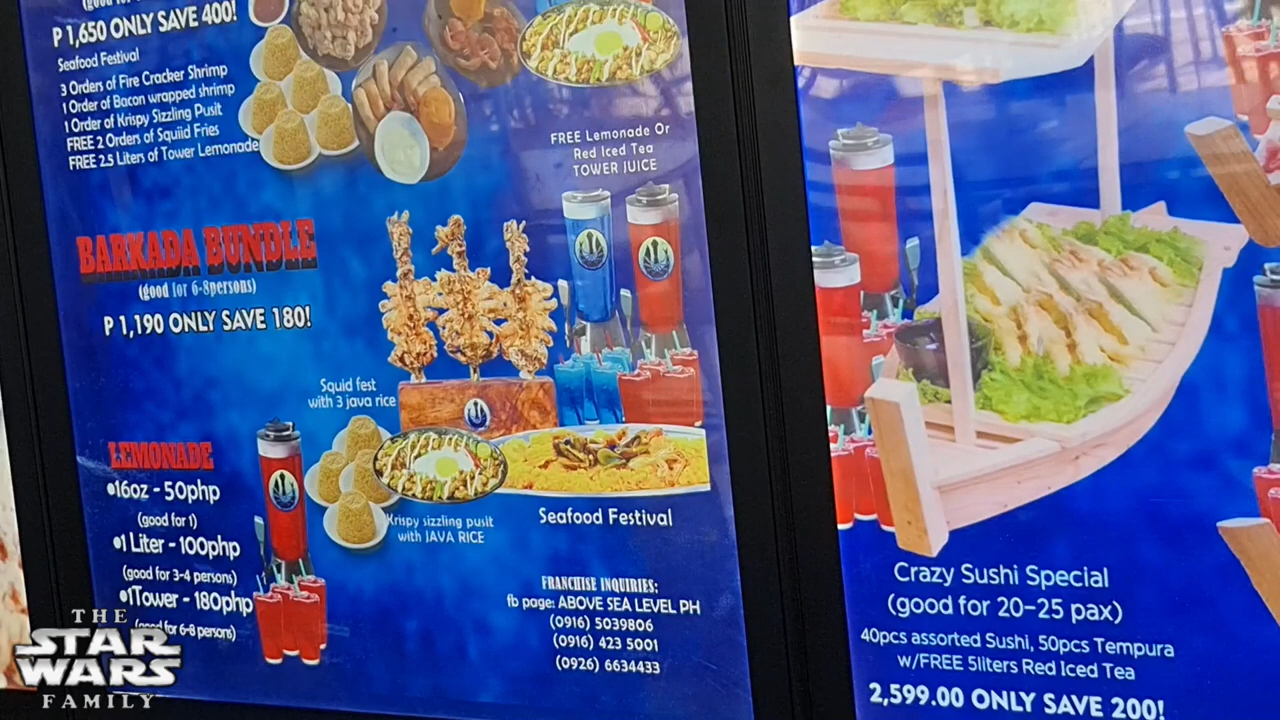 P 1,650 ONLY SAVE 400!
Seafood Festival
3 Orders of Fire Cracker Shrimp
1 Order of Bacon wrapped shrimp
1 Order of Krispy Sizzling Pusit
FREE 2 Orders of Squiid Fries
FREE 2.5 Liters of Tower Lemonade
FREE Lemonade Or
Red Iced Tea
TOWER JUICE
BARKADA BUNDLE
(good for 6-8persons)
P 1,190 ONLY SAVE 180!
Squid fest
with 3 java rice
LEMONADE
•16oz - 50php
(good for 1)
•1 Liter - 100php
(good for 3-4 persons)
•1Tower - 180php
(good for 6-8 persons)
Krispy sizzling pusit
with JAVA RICE
Seafood Festival
FRANCHISE INQUIRIES:
fb page: ABOVE SEA LEVEL PH
(0916) 5039806
(0916) 423 5001
(0926) 6634433
Crazy Sushi Special
(good for 20-25 pax)
40pcs assorted Sushi, 50pcs Tempura
w/FREE 5liters Red Iced Tea
2,599.00 ONLY SAVE 200!
THE
STAR
WARS
FAMILY